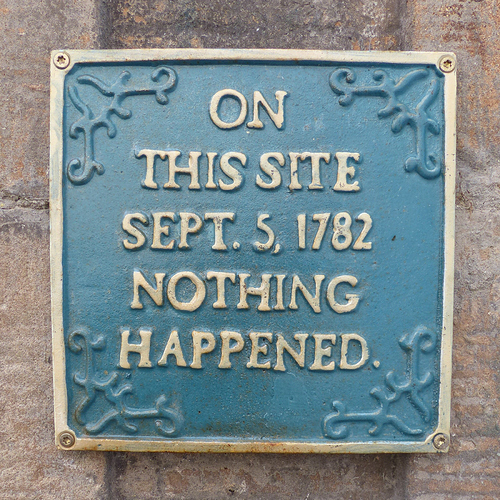 ON
THIS SITE
SEPT. 5, 1782
NOTHING
HAPPENED.